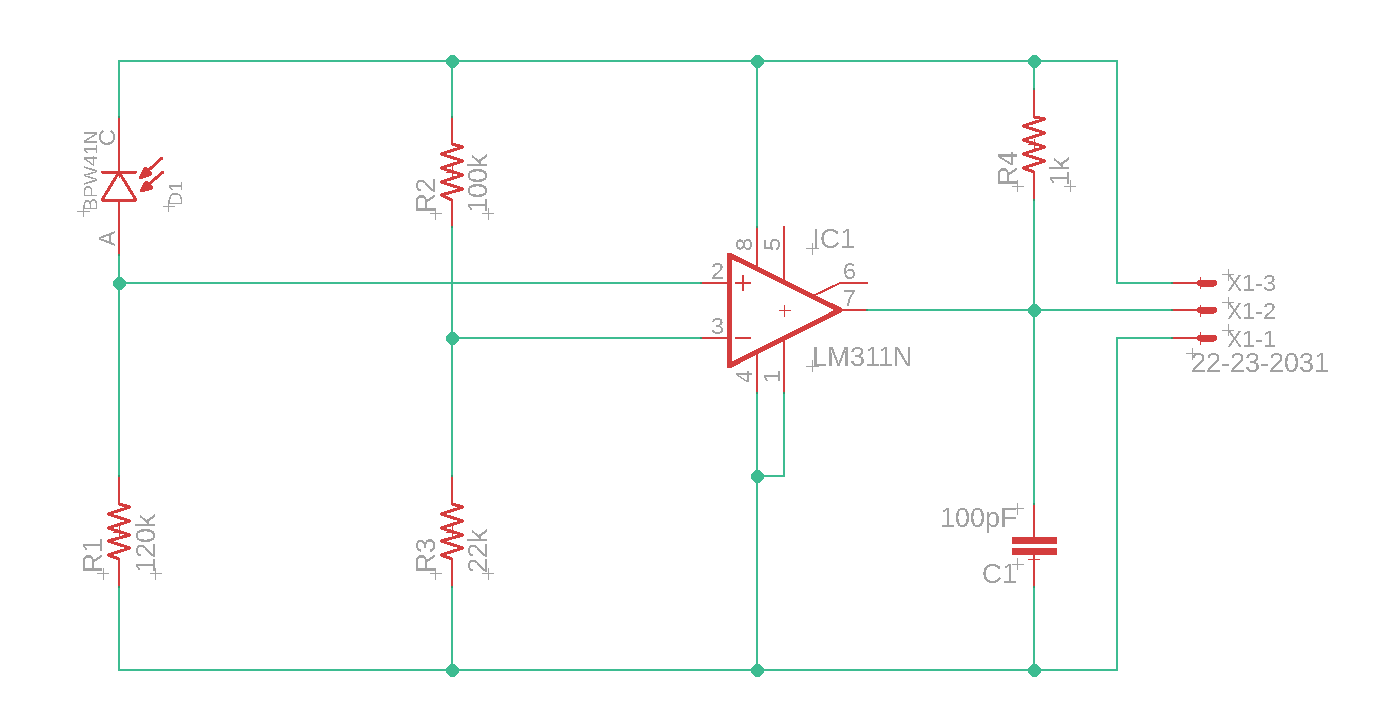 C
BPW41N
D1
A
R2
100k
R4
1k
8
5
IC1
2
6
7
3
4
1
LM311N
X1-3
X1-2
X1-1
22-23-2031
R1
120k
R3
22k
100pF
C1